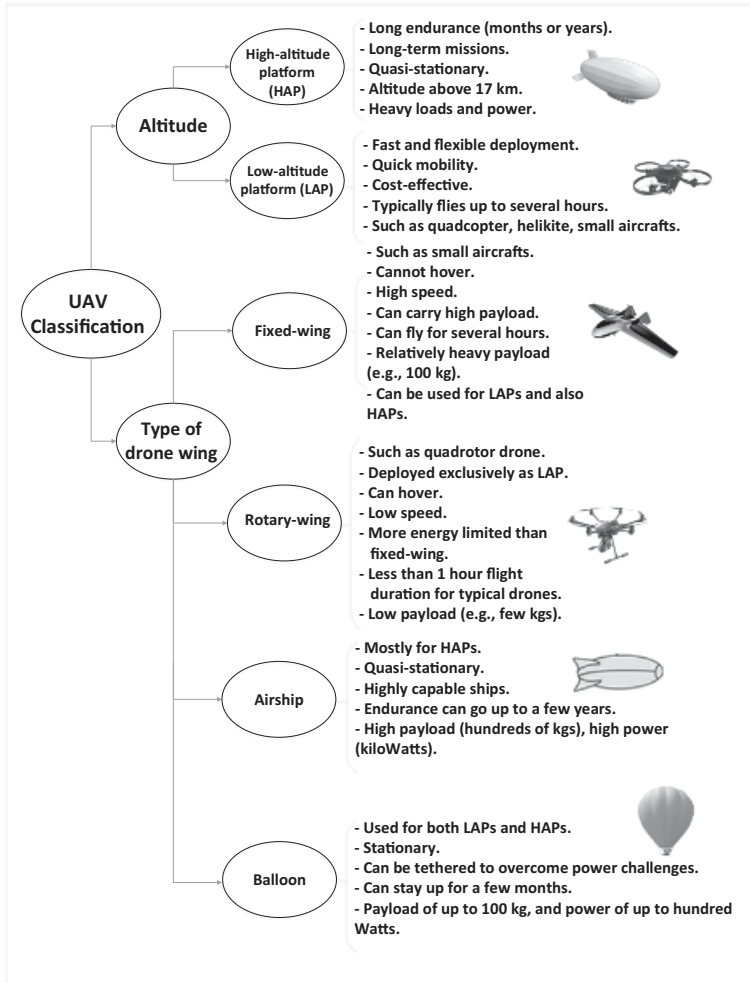 UAV
Classification
Altitude
High-altitude
platform
(HAP)
- Long endurance (months or years).
- Long-term missions.
- Quasi-stationary.
- Altitude above 17 km.
- Heavy loads and power.
Low-altitude
platform (LAP)
- Fast and flexible deployment.
- Quick mobility.
- Cost-effective.
- Typically flies up to several hours.
- Such as quadcopter, helikite, small aircrafts.
Type of
drone wing
Fixed-wing
- Such as small aircrafts.
- Cannot hover.
- High speed.
- Can carry high payload.
- Can fly for several hours.
- Relatively heavy payload
(e.g., 100 kg).
- Can be used for LAPs and also
HAPs.
Rotary-wing
- Such as quadrotor drone.
- Deployed exclusively as LAP.
- Can hover.
- Low speed.
- More energy limited than
fixed-wing.
- Less than 1 hour flight
duration for typical drones.
- Low payload (e.g., few kgs).
Airship
- Mostly for HAPs.
- Quasi-stationary.
- Highly capable ships.
- Endurance can go up to a few years.
- High payload (hundreds of kgs), high power
(kiloWatts).
Balloon
- Used for both LAPs and HAPs.
- Stationary.
- Can be tethered to overcome power challenges.
- Can stay up for a few months.
- Payload of up to 100 kg, and power of up to hundred
Watts.